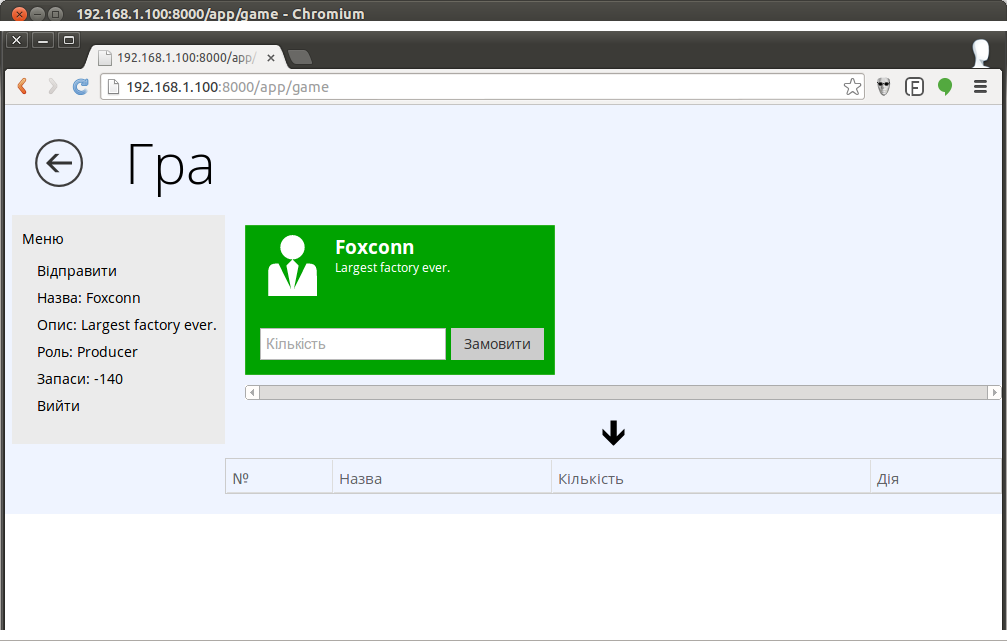 192.168.1.100:8000/app/game - Chromium
192.168.1.100:8000/app/
192.168.1.100:8000/app/game
Гра
Меню
Відправити
Назва: Foxconn
Опис: Largest factory ever.
Роль: Producer
Запаси: -140
Вийти
Foxconn
Largest factory ever.
Кількість
Замовити
№ Назва Кількість Дія